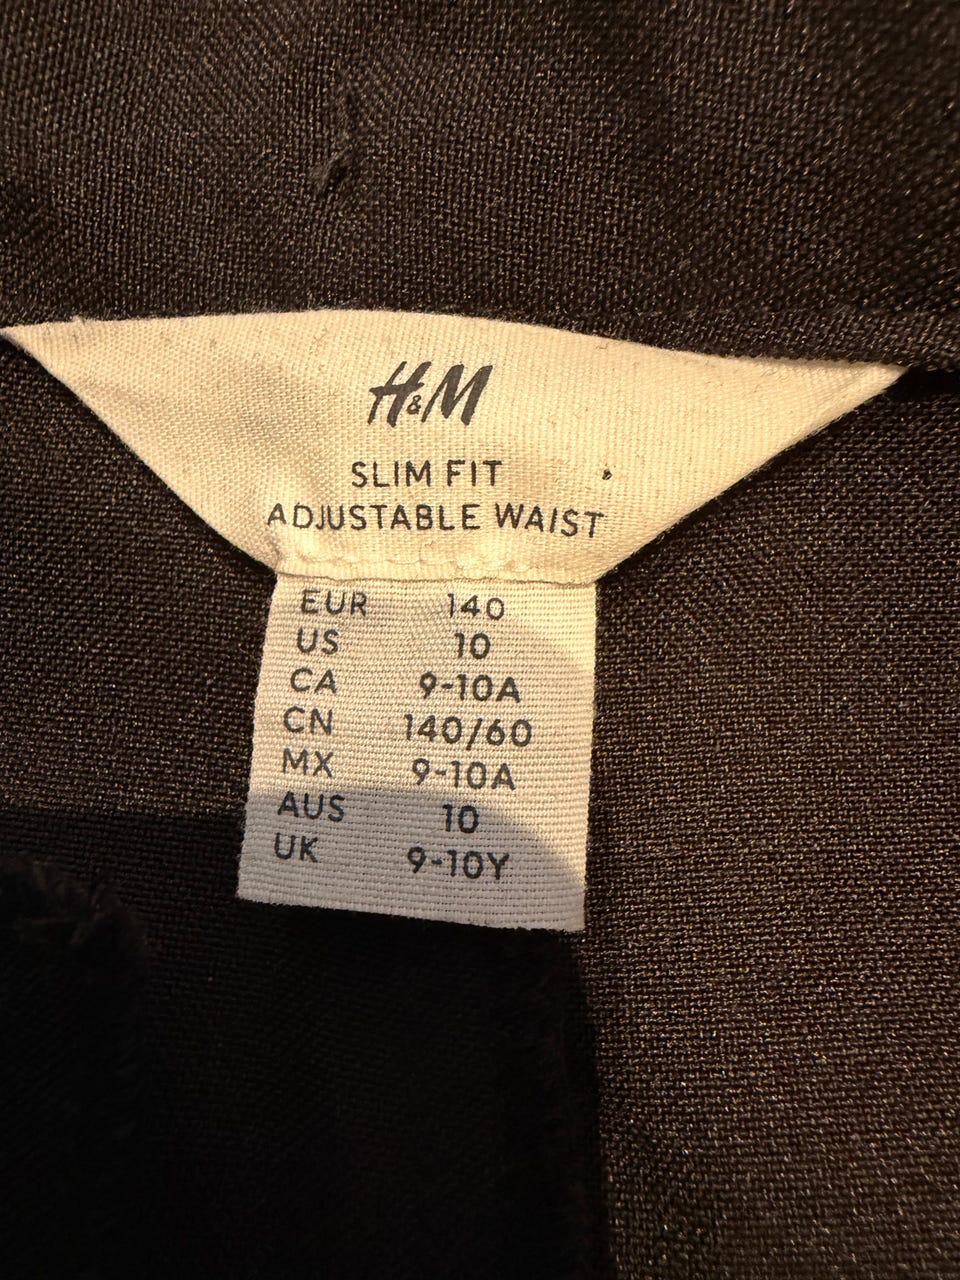 H&M
SLIM FIT
ADJUSTABLE WAIST
EUR 140
US 10
CA 9-10A
CN 140/60
MX 9-10A
AUS 10
UK 9-10Y